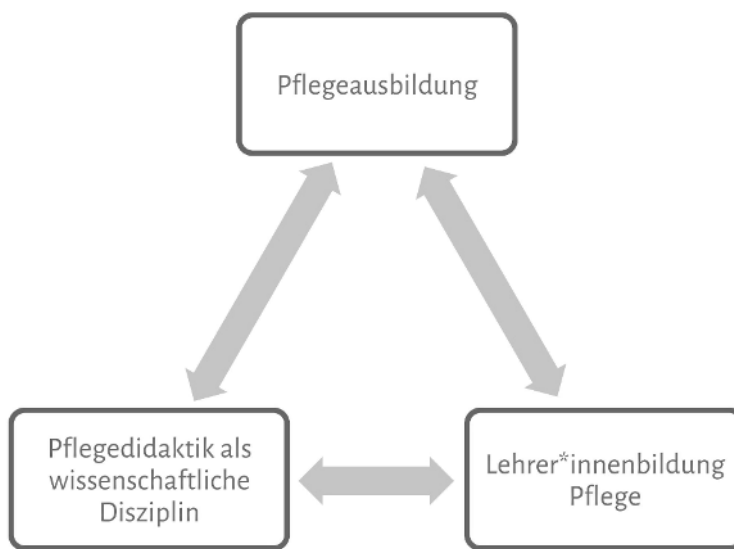 Pflegeausbildung
Pflegedidaktik als
wissenschaftliche
Disziplin
Lehrer*innenbildung
Pflege